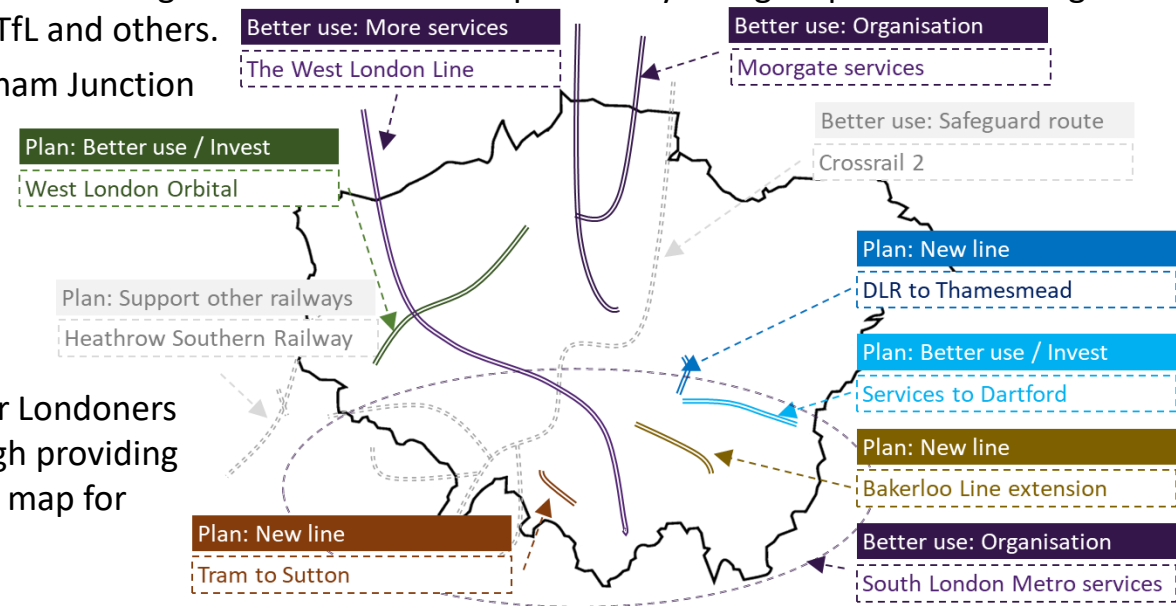 TfL and others.
Junction
Better use: More services
The West London Line
Better use: Organisation
Moorgate services
Better use: Safeguard route
Crossrail 2
Plan: Better use / Invest
West London Orbital
Plan: Support other railways
Heathrow Southern Railway
Plan: New line
DLR to Thamesmead
Plan: Better use / Invest
Services to Dartford
Londoners
providing
map for
Plan: New line
Bakerloo Line extension
Plan: New line
Tram to Sutton
Better use: Organisation
South London Metro services